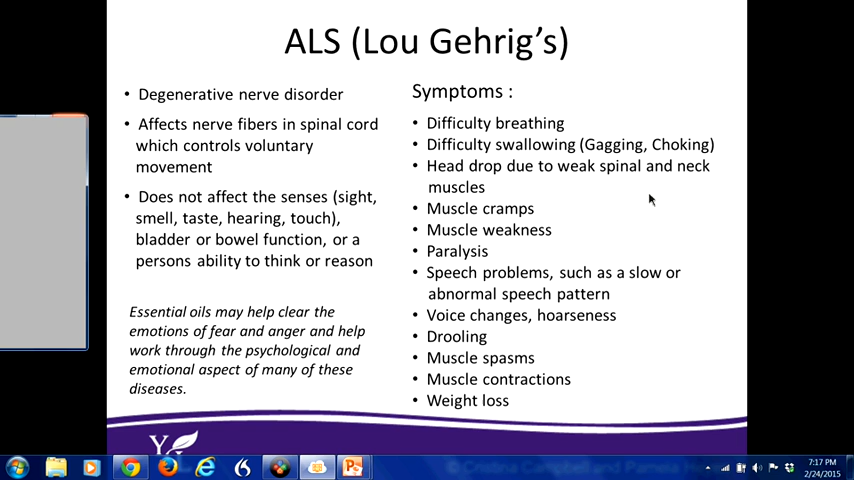 ALS (Lou Gehrig's)
• Degenerative nerve disorder
• Affects nerve fibers in spinal cord
which controls voluntary
movement
• Does not affect the senses (sight,
smell, taste, hearing, touch),
bladder or bowel function, or a
persons ability to think or reason
Essential oils may help clear the
emotions of fear and anger and help
work through the psychological and
emotional aspect of many of these
diseases.
Symptoms :
• Difficulty breathing
• Difficulty swallowing (Gagging, Choking)
• Head drop due to weak spinal and neck
muscles
• Muscle cramps
• Muscle weakness
• Paralysis
• Speech problems, such as a slow or
abnormal speech pattern
• Voice changes, hoarseness
• Drooling
• Muscle spasms
• Muscle contractions
• Weight loss
Y
7:17 PM
2/24/2015